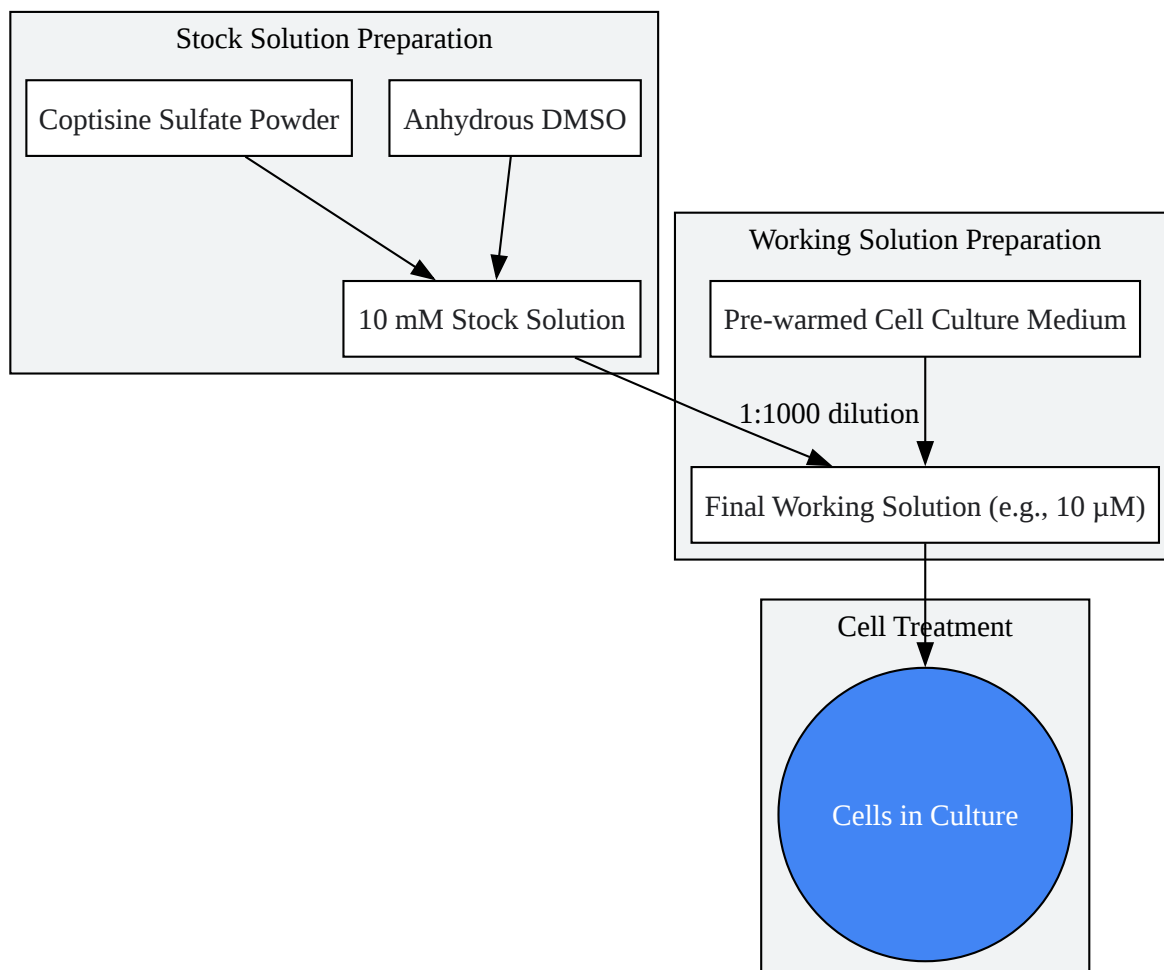 Stock Solution Preparation
Coptisine Sulfate Powder
Anhydrous DMSO
10 mM Stock Solution
Working Solution Preparation
Pre-warmed Cell Culture Medium
1:1000 dilution
Final Working Solution (e.g., 10 µM)
Cell Treatment
Cells in Culture